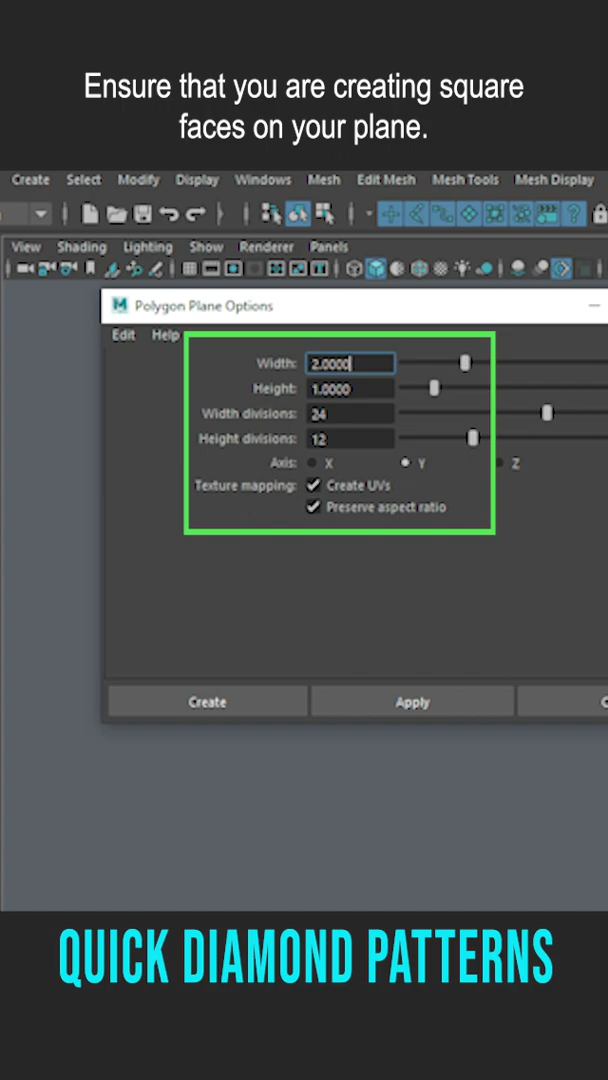 Ensure that you are creating square
faces on your plane.
Create Select Modify Display Windows Mesh Edit Mesh Mesh Tools Mesh Display
View Shading Lighting Show Renderer Panels
M Polygon Plane Options
Edit Help
Width: 2.0000
Height: 1.0000
Width divisions: 24
Height divisions: 12
Axis: X Y Z
Texture mapping: Create UVs
Preserve aspect ratio
Create Apply C
QUICK DIAMOND PATTERNS